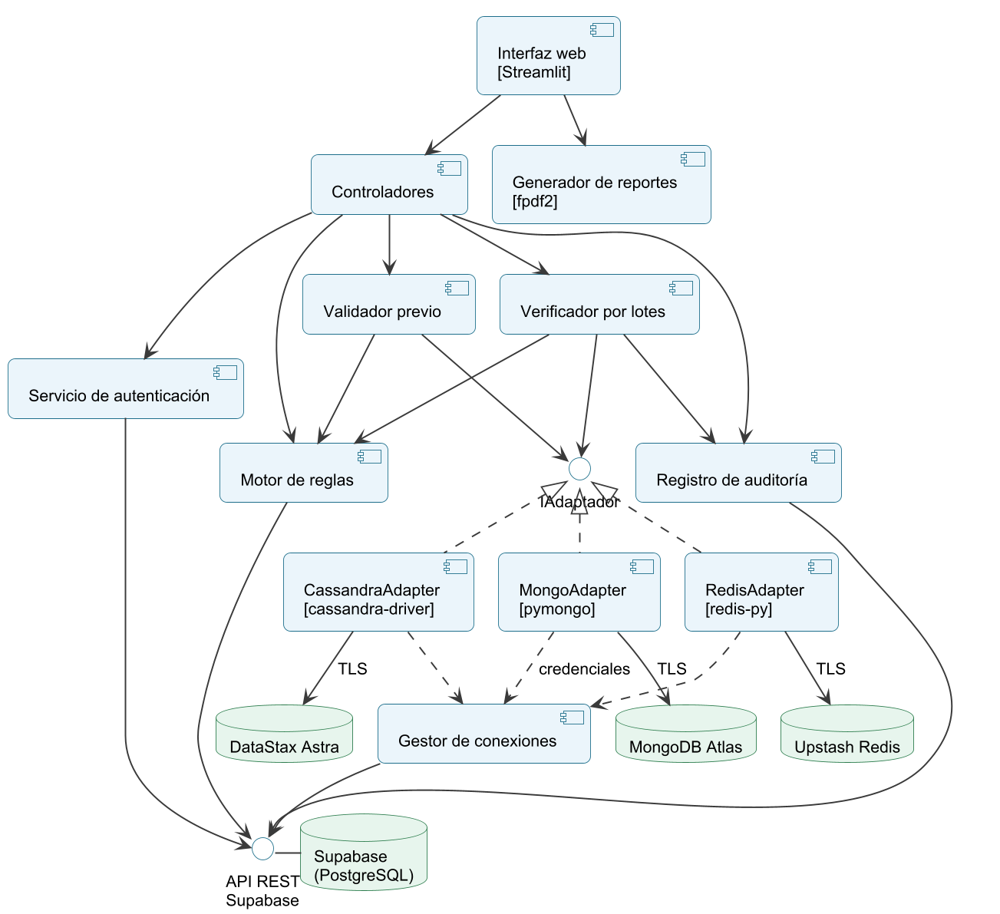 Interfaz web
[Streamlit]
Controladores
Generador de reportes
[fpdf2]
Validador previo
Verificador por lotes
Servicio de autenticación
Motor de reglas
IAdaptador
Registro de auditoría
CassandraAdapter
[cassandra-driver]
MongoAdapter
[pymongo]
RedisAdapter
[redis-py]
TLS
credenciales
TLS
TLS
DataStax Astra
Gestor de conexiones
MongoDB Atlas
Upstash Redis
Supabase
(PostgreSQL)
API REST
Supabase